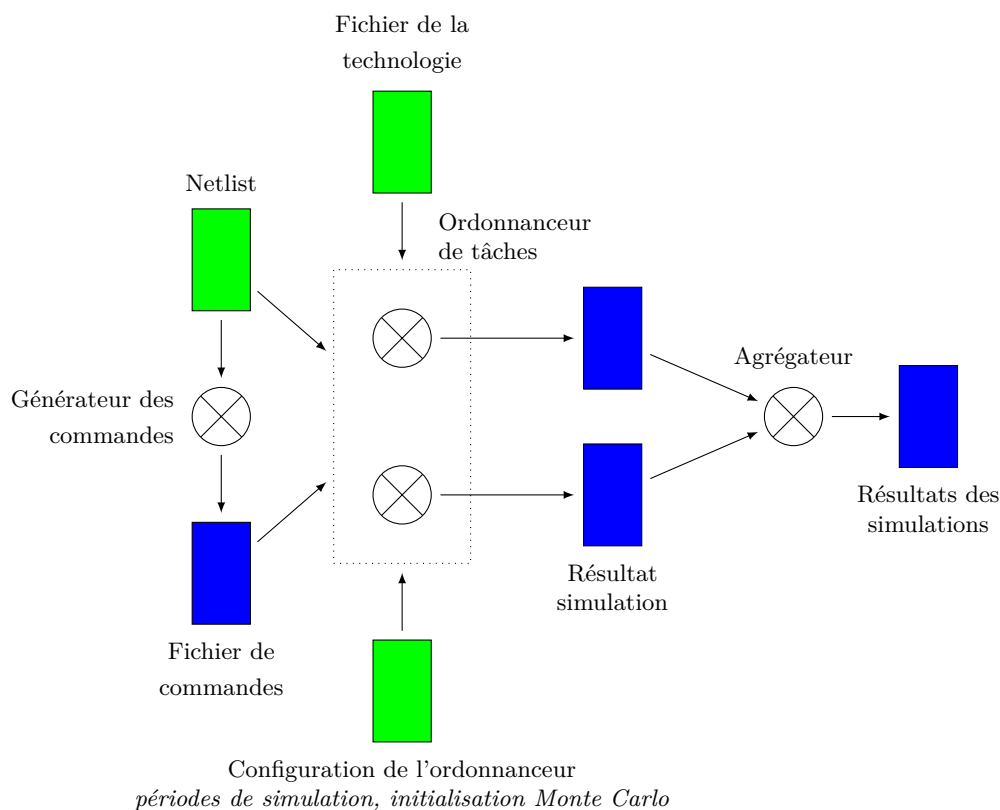 Fichier de la
technologie
Netlist
Ordonnanceur
de tâches
Agrégateur
Générateur des
commandes
Résultats des
simulations
Résultat
simulation
Fichier de
commandes
Configuration de l'ordonnanceur
périodes de simulation, initialisation Monte Carlo